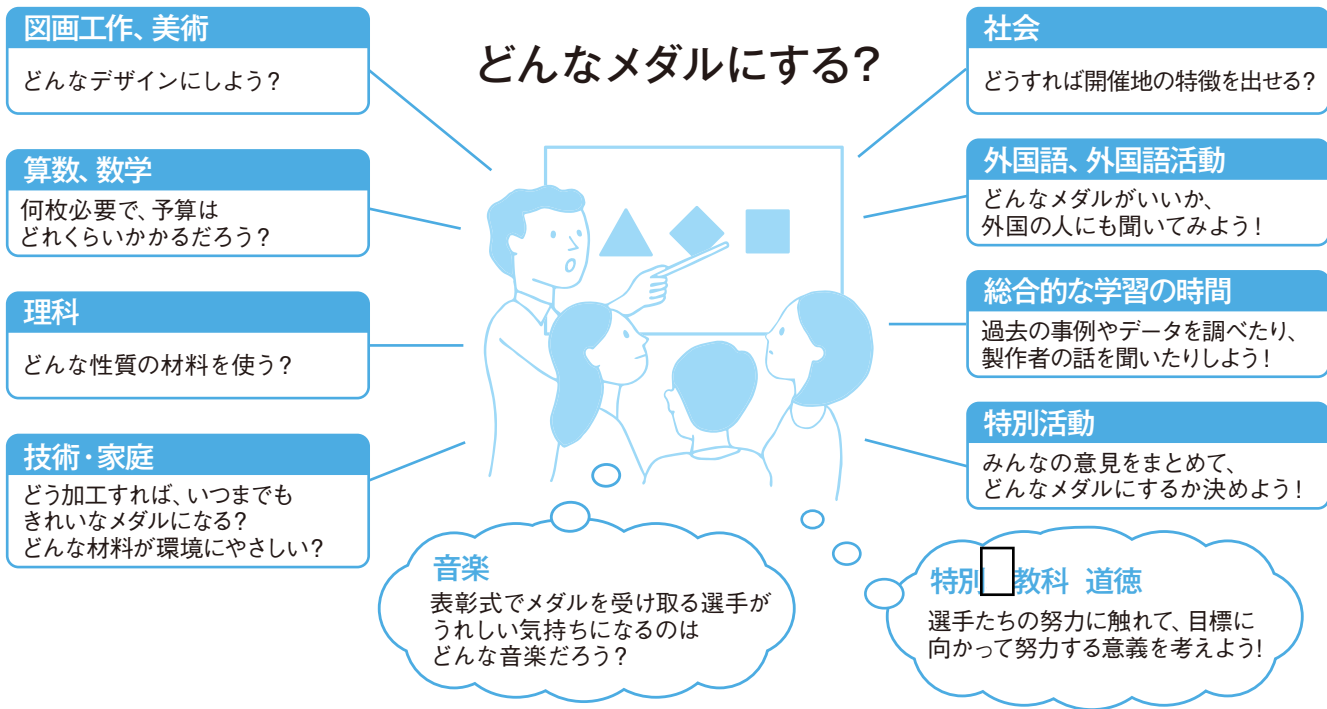 どんなメダルにする?
図画工作、美術
どんなデザインにしよう?
算数、数学
何枚必要で、予算は
どれくらいかかるだろう?
理科
どんな性質の材料を使う?
技術・家庭
どう加工すれば、いつまでも
きれいなメダルになる?
どんな材料が環境にやさしい?
社会
どうすれば開催地の特徴を出せる?
外国語、外国語活動
どんなメダルがいいか、
外国の人にも聞いてみよう!
総合的な学習の時間
過去の事例やデータを調べたり、
製作者の話を聞いたりしよう!
特別活動
みんなの意見をまとめて、
どんなメダルにするか決めよう!
音楽
表彰式でメダルを受け取る選手が
うれしい気持ちになるのは
どんな音楽だろう?
特別 教科 道徳
選手たちの努力に触れて、目標に
向かって努力する意義を考えよう!